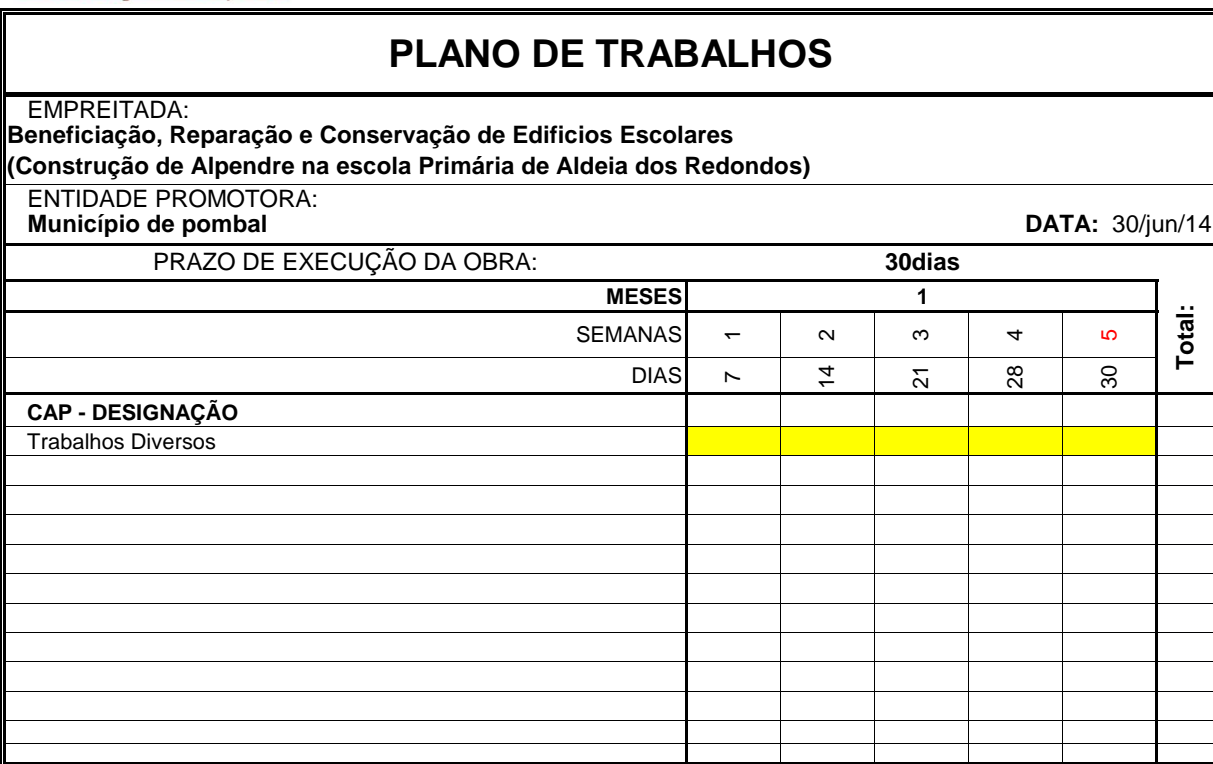 PLANO DE TRABALHOS
EMPREITADA:
Beneficiação, Reparação e Conservação de Edificios Escolares
(Construção de Alpendre na escola Primária de Aldeia dos Redondos)
ENTIDADE PROMOTORA:
Município de pombal DATA: 30/jun/14
PRAZO DE EXECUÇÃO DA OBRA: 30dias
MESES 1 Total:
SEMANAS 1 2 3 4 5
DIAS 7 14 21 28 30
CAP - DESIGNAÇÃO
Trabalhos Diversos